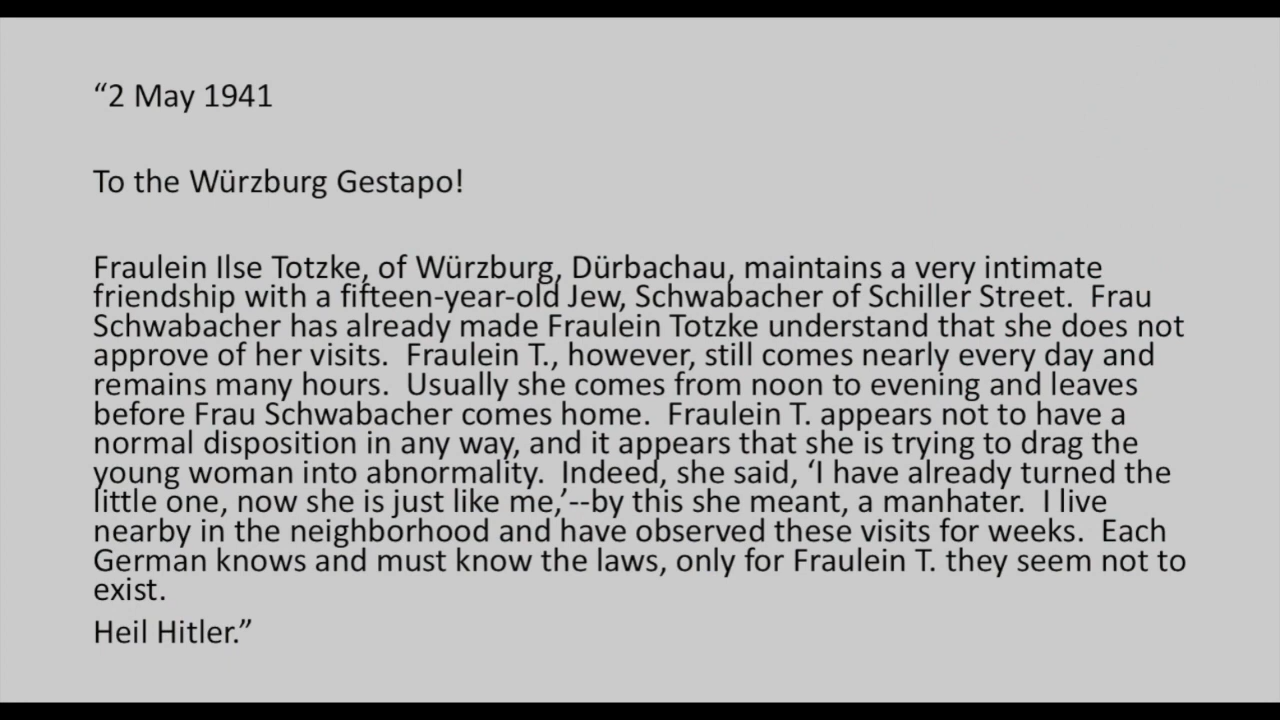 “2 May 1941
To the Würzburg Gestapo!
Fraulein Ilse Totzke, of Würzburg, Dürbachau, maintains a very intimate
friendship with a fifteen-year-old Jew, Schwabacher of Schiller Street.  Frau
Schwabacher has already made Fraulein Totzke understand that she does not
approve of her visits.  Fraulein T., however, still comes nearly every day and
remains many hours.  Usually she comes from noon to evening and leaves
before Frau Schwabacher comes home.  Fraulein T. appears not to have a
normal disposition in any way, and it appears that she is trying to drag the
young woman into abnormality.  Indeed, she said, ‘I have already turned the
little one, now she is just like me,’--by this she meant, a manhater.  I live
nearby in the neighborhood and have observed these visits for weeks.  Each
German knows and must know the laws, only for Fraulein T. they seem not to
exist.
Heil Hitler.”